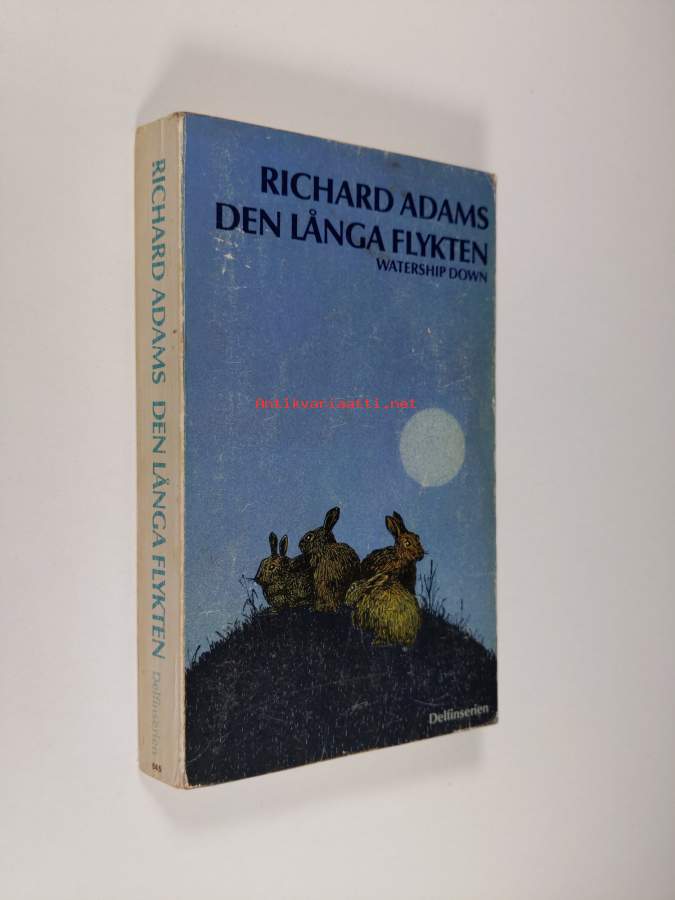 RICHARD ADAMS
DEN LÅNGA FLYKTEN
WATERSHIP DOWN
Antikvariaatti.net
Delfinserien
RICHARD ADAMS DEN LÅNGA FLYKTEN Delfinserien